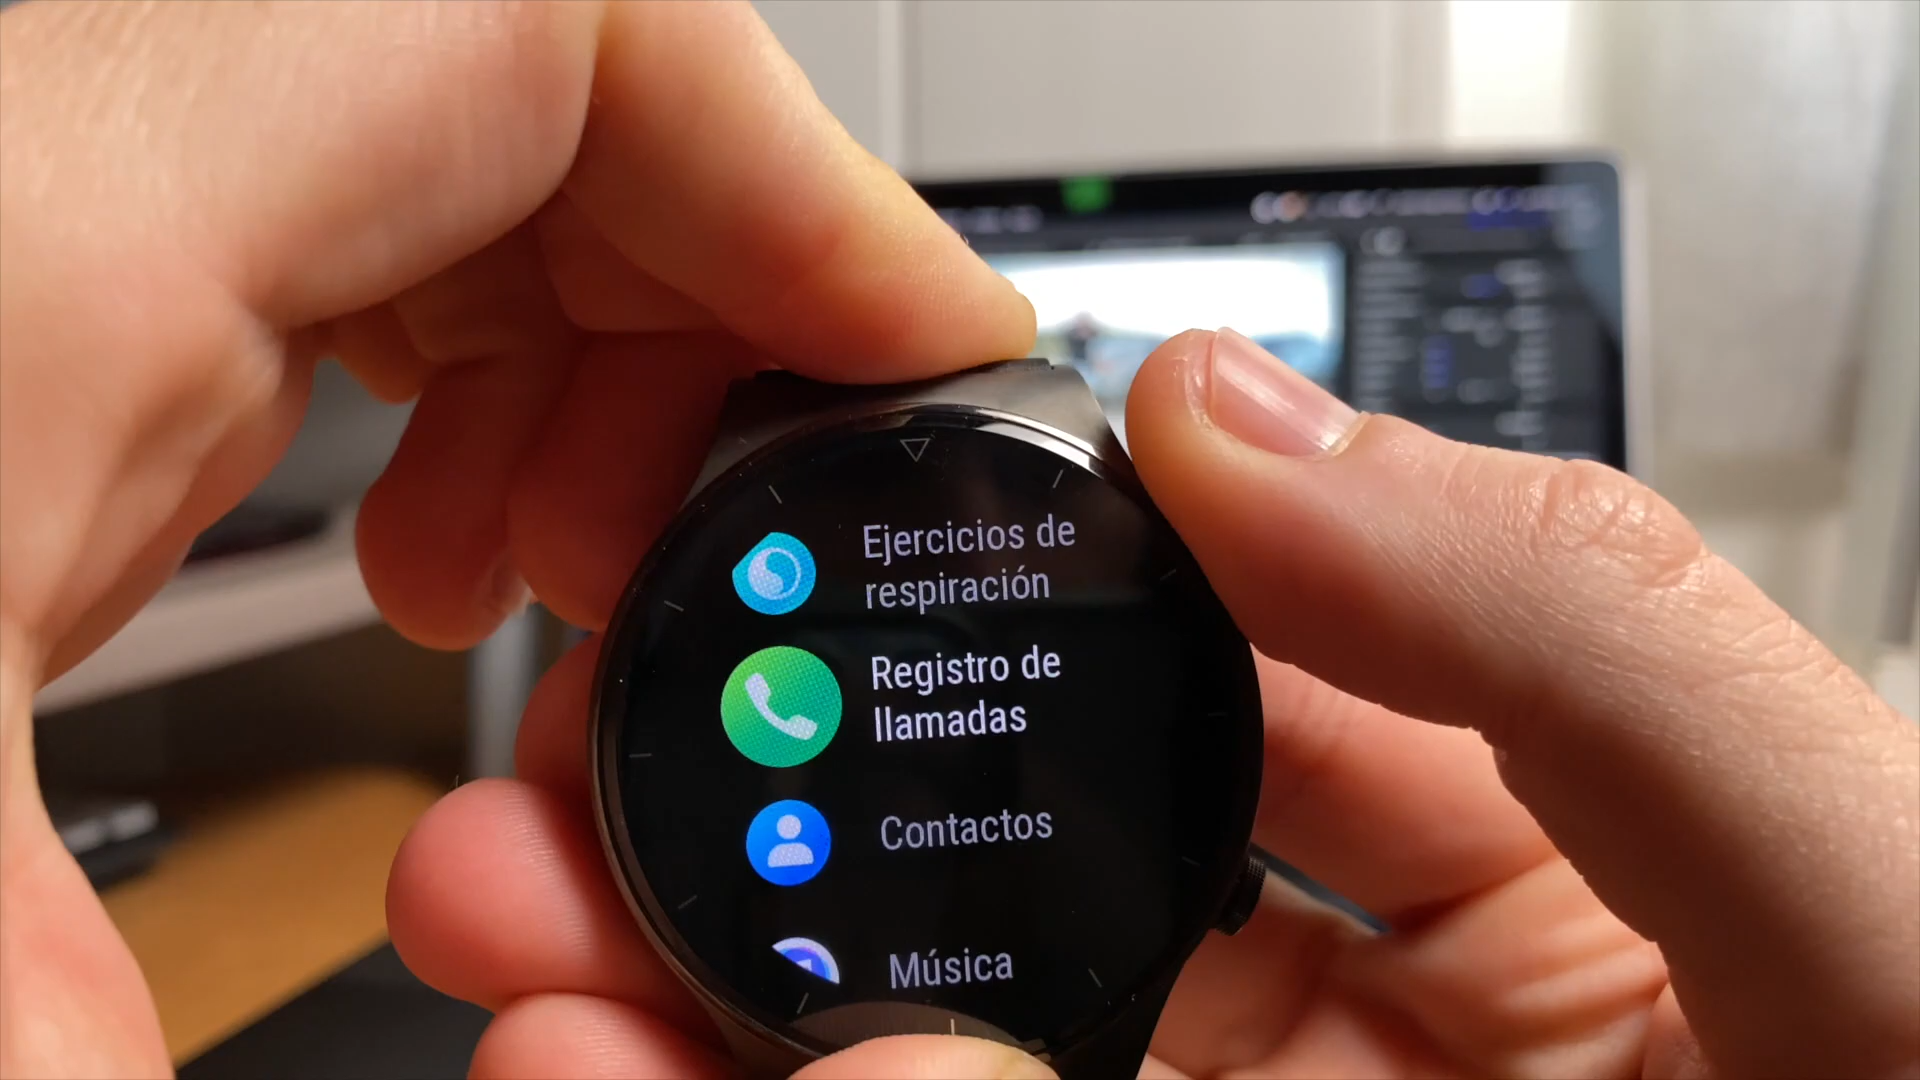 Ejercicios de
respiración
Registro de
llamadas
Contactos
Música